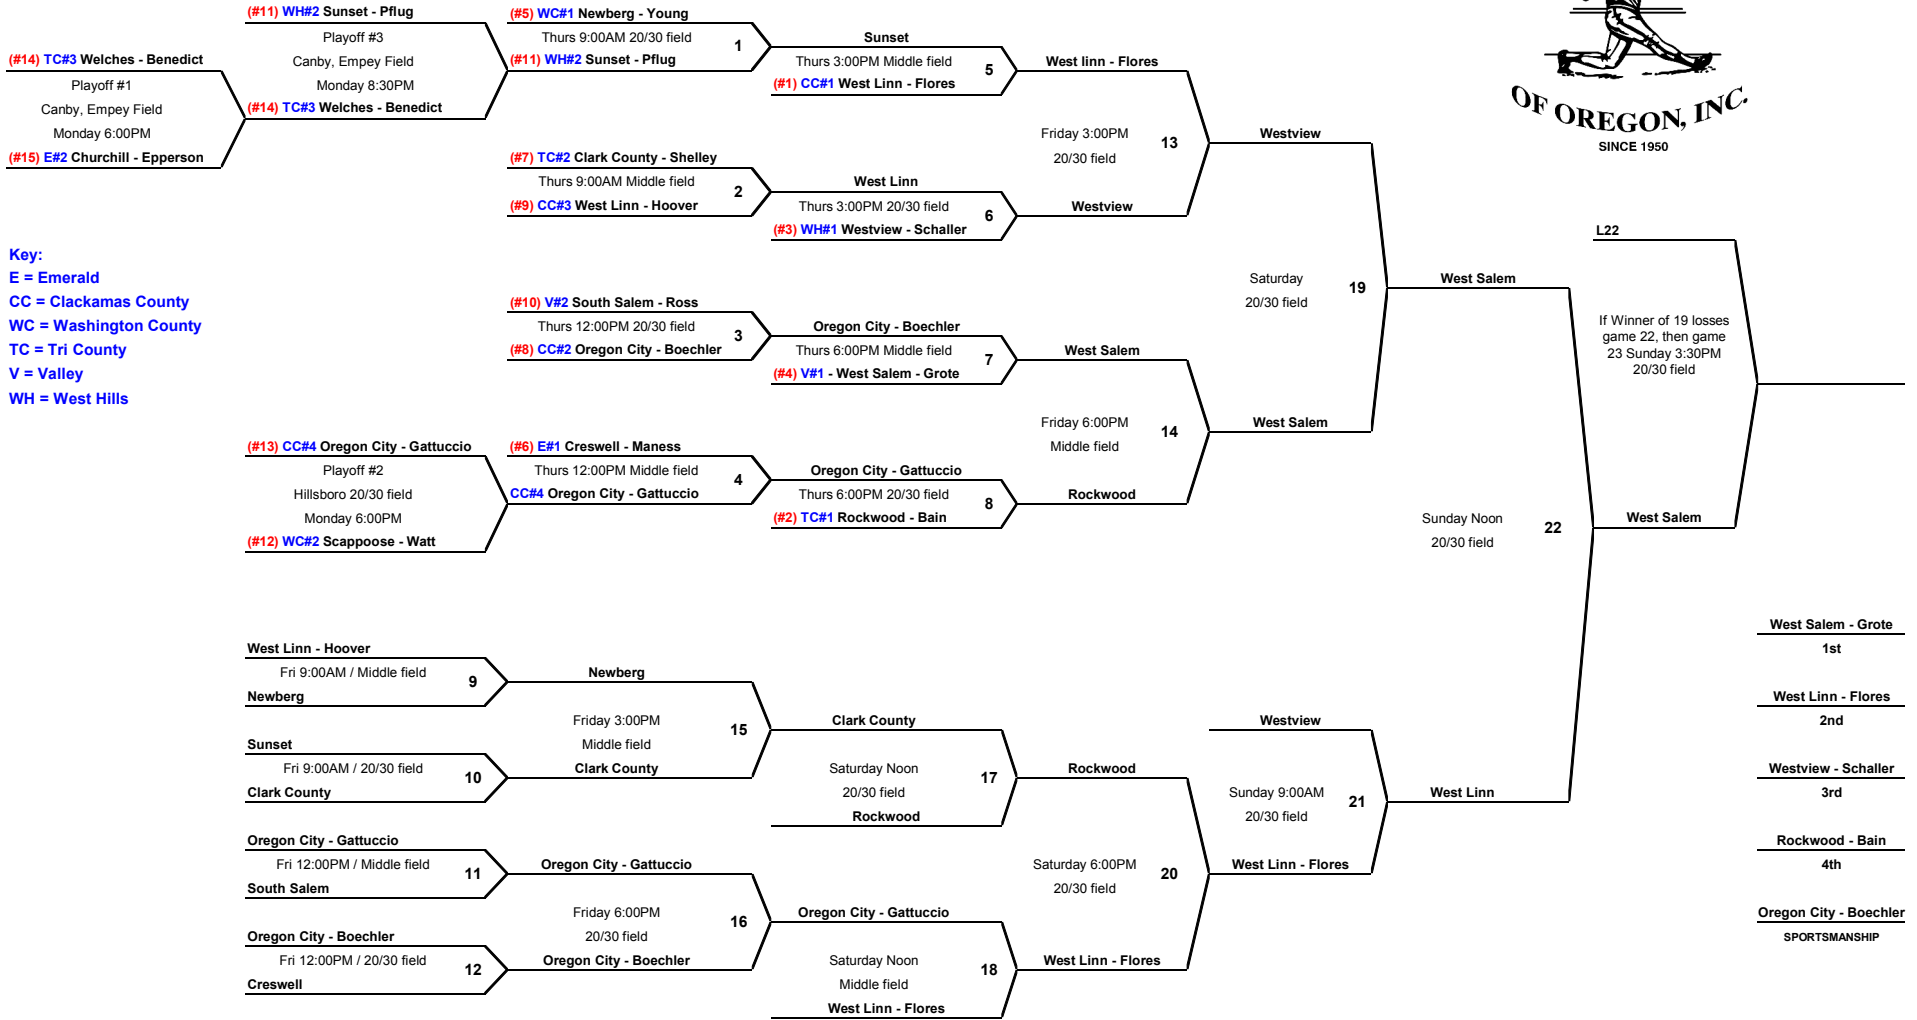 (#11) WH#2 Sunset - Pflug
Playoff #3
Canby, Empey Field
Monday 8:30PM
(#14) TC#3 Welches - Benedict
(#14) TC#3 Welches - Benedict
Playoff #1
Canby, Empey Field
Monday 6:00PM
(#15) E#2 Churchill - Epperson
(#5) WC#1 Newberg - Young
Thurs 9:00AM 20/30 field
1
(#11) WH#2 Sunset - Pflug
Sunset
Thurs 3:00PM Middle field
5
(#1) CC#1 West Linn - Flores
West linn - Flores
Friday 3:00PM
20/30 field
13
Westview
(#7) TC#2 Clark County - Shelley
Thurs 9:00AM Middle field
2
(#9) CC#3 West Linn - Hoover
West Linn
Thurs 3:00PM 20/30 field
6
(#3) WH#1 Westview - Schaller
Westview
OF OREGON, INC.
SINCE 1950
Key:
E = Emerald
CC = Clackamas County
WC = Washington County
TC = Tri County
V = Valley
WH = West Hills
(#10) V#2 South Salem - Ross
Thurs 12:00PM 20/30 field
3
(#8) CC#2 Oregon City - Boechler
Oregon City - Boechler
Thurs 6:00PM Middle field
7
(#4) V#1 - West Salem - Grote
West Salem
Friday 6:00PM
Middle field
14
West Salem
Saturday
20/30 field
19
West Salem
L22
If Winner of 19 losses
game 22, then game
23 Sunday 3:30PM
20/30 field
(#13) CC#4 Oregon City - Gattuccio
Playoff #2
Hillsboro 20/30 field
Monday 6:00PM
(#12) WC#2 Scappoose - Watt
(#6) E#1 Creswell - Maness
Thurs 12:00PM Middle field
4
CC#4 Oregon City - Gattuccio
Oregon City - Gattuccio
Thurs 6:00PM 20/30 field
8
(#2) TC#1 Rockwood - Bain
Rockwood
Sunday Noon
20/30 field
22
West Salem
West Linn - Hoover
Fri 9:00AM / Middle field
9
Newberg
Newberg
Friday 3:00PM
Middle field
15
Clark County
Sunset
Fri 9:00AM / 20/30 field
10
Clark County
Clark County
Saturday Noon
20/30 field
17
Rockwood
Rockwood
Saturday 6:00PM
20/30 field
20
West Linn - Flores
Westview
Sunday 9:00AM
20/30 field
21
West Linn - Flores
West Linn
Oregon City - Gattuccio
Fri 12:00PM / Middle field
11
South Salem
Oregon City - Gattuccio
Friday 6:00PM
20/30 field
16
Oregon City - Boechler
Oregon City - Boechler
Fri 12:00PM / 20/30 field
12
Creswell
Oregon City - Gattuccio
Saturday Noon
Middle field
18
West Linn - Flores
West Salem - Grote
1st
West Linn - Flores
2nd
Westview - Schaller
3rd
Rockwood - Bain
4th
Oregon City - Boechler
SPORTSMANSHIP